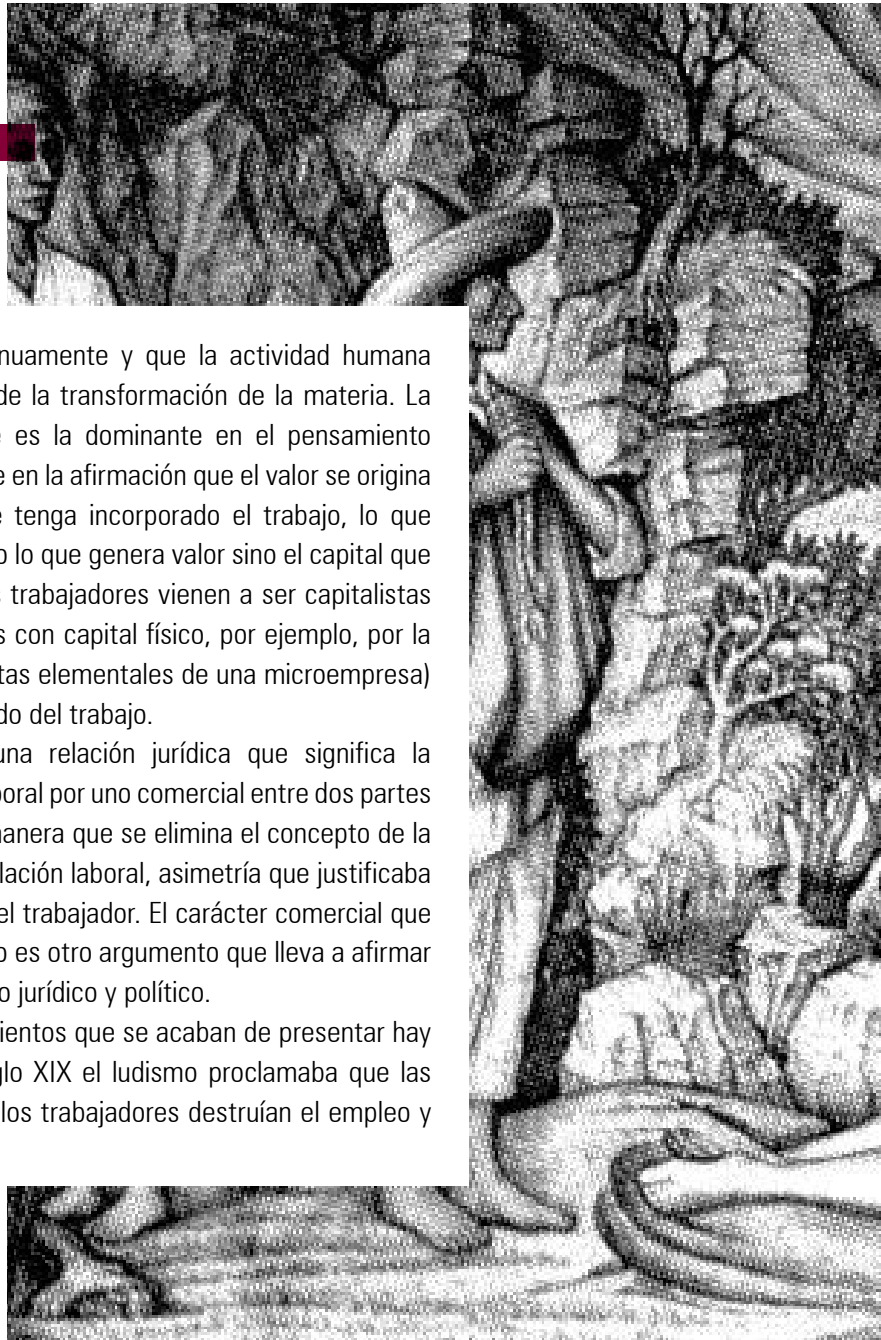 nuamente y que la actividad humana
de la transformación de la materia. La
es la dominante en el pensamiento
e en la afirmación que el valor se origina
tenga incorporado el trabajo, lo que
o lo que genera valor sino el capital que
s trabajadores vienen a ser capitalistas
s con capital físico, por ejemplo, por la
tas elementales de una microempresa)
do del trabajo.
una relación jurídica que significa la
boral por uno comercial entre dos partes
nanera que se elimina el concepto de la
lación laboral, asimetría que justificaba
el trabajador. El carácter comercial que
o es otro argumento que lleva a afirmar
o jurídico y político.
ientos que se acaban de presentar hay
glo XIX el ludismo proclamaba que las
los trabajadores destruían el empleo y